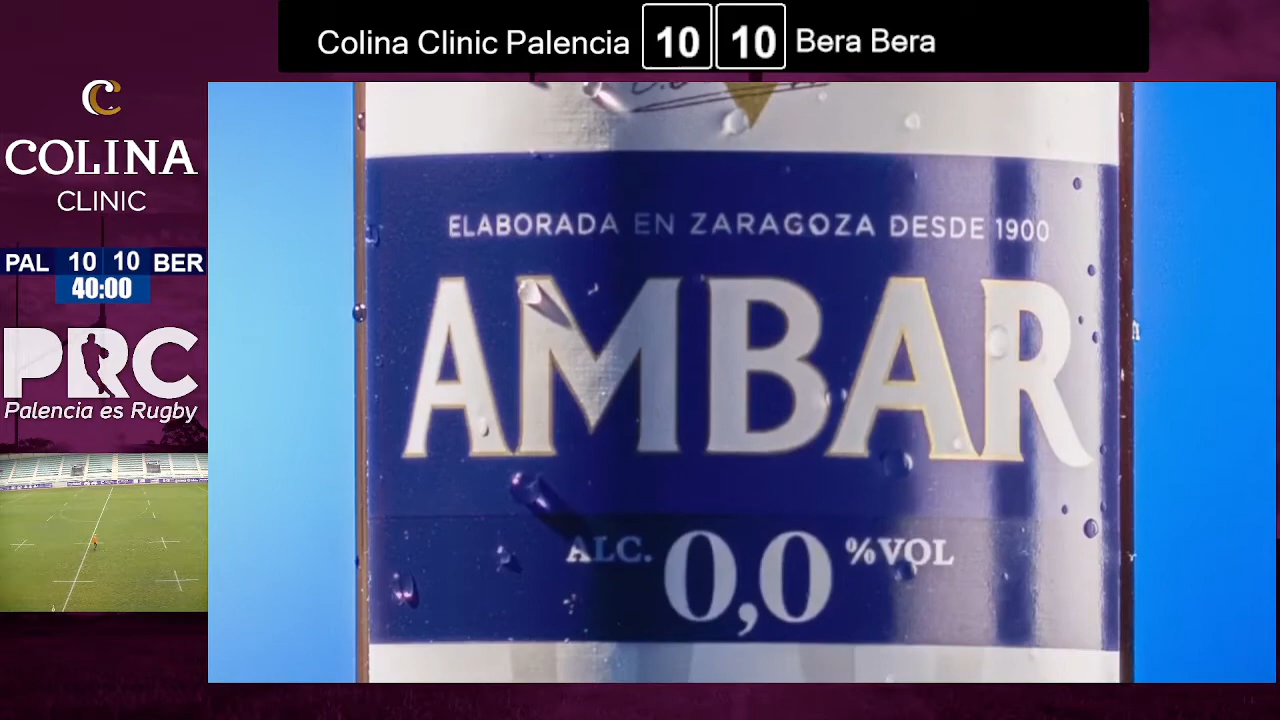 Colina Clinic Palencia 10 10 Bera Bera
COLINA
CLINIC
PAL 10 10 BER
40:00
PRC
Palencia es Rugby
ELABORADA EN ZARAGOZA DESDE 1900
AMBAR
ALC. 0,0 %VOL